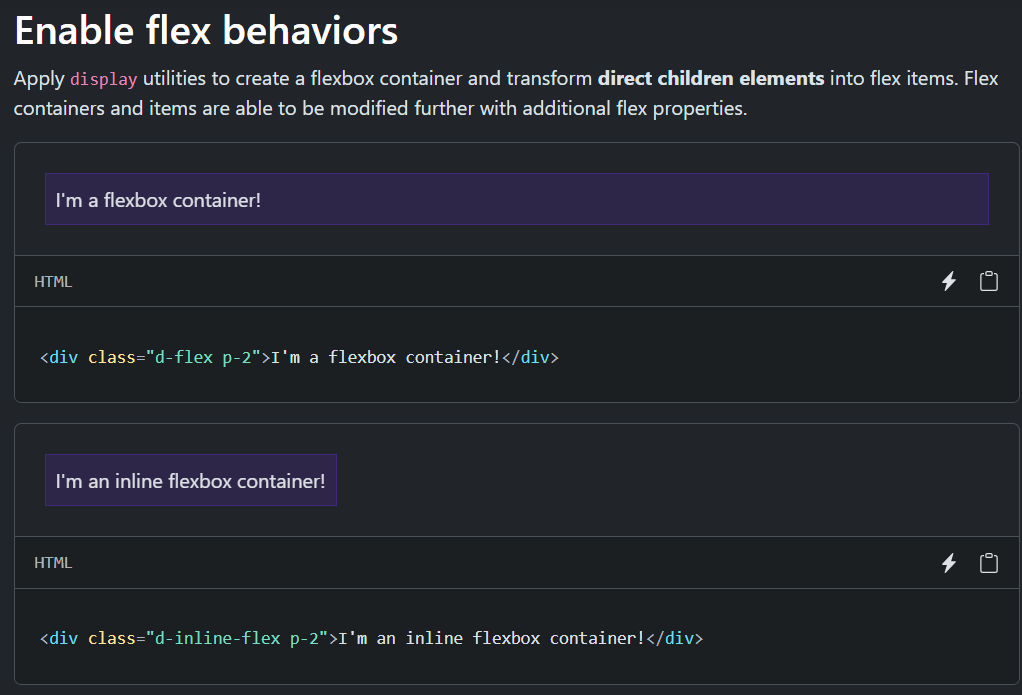 Enable flex behaviors
Apply display utilities to create a flexbox container and transform direct children elements into flex items. Flex
containers and items are able to be modified further with additional flex properties.
I'm a flexbox container!
HTML
<div class="d-flex p-2">I'm a flexbox container!</div>
I'm an inline flexbox container!
HTML
<div class="d-inline-flex p-2">I'm an inline flexbox container!</div>